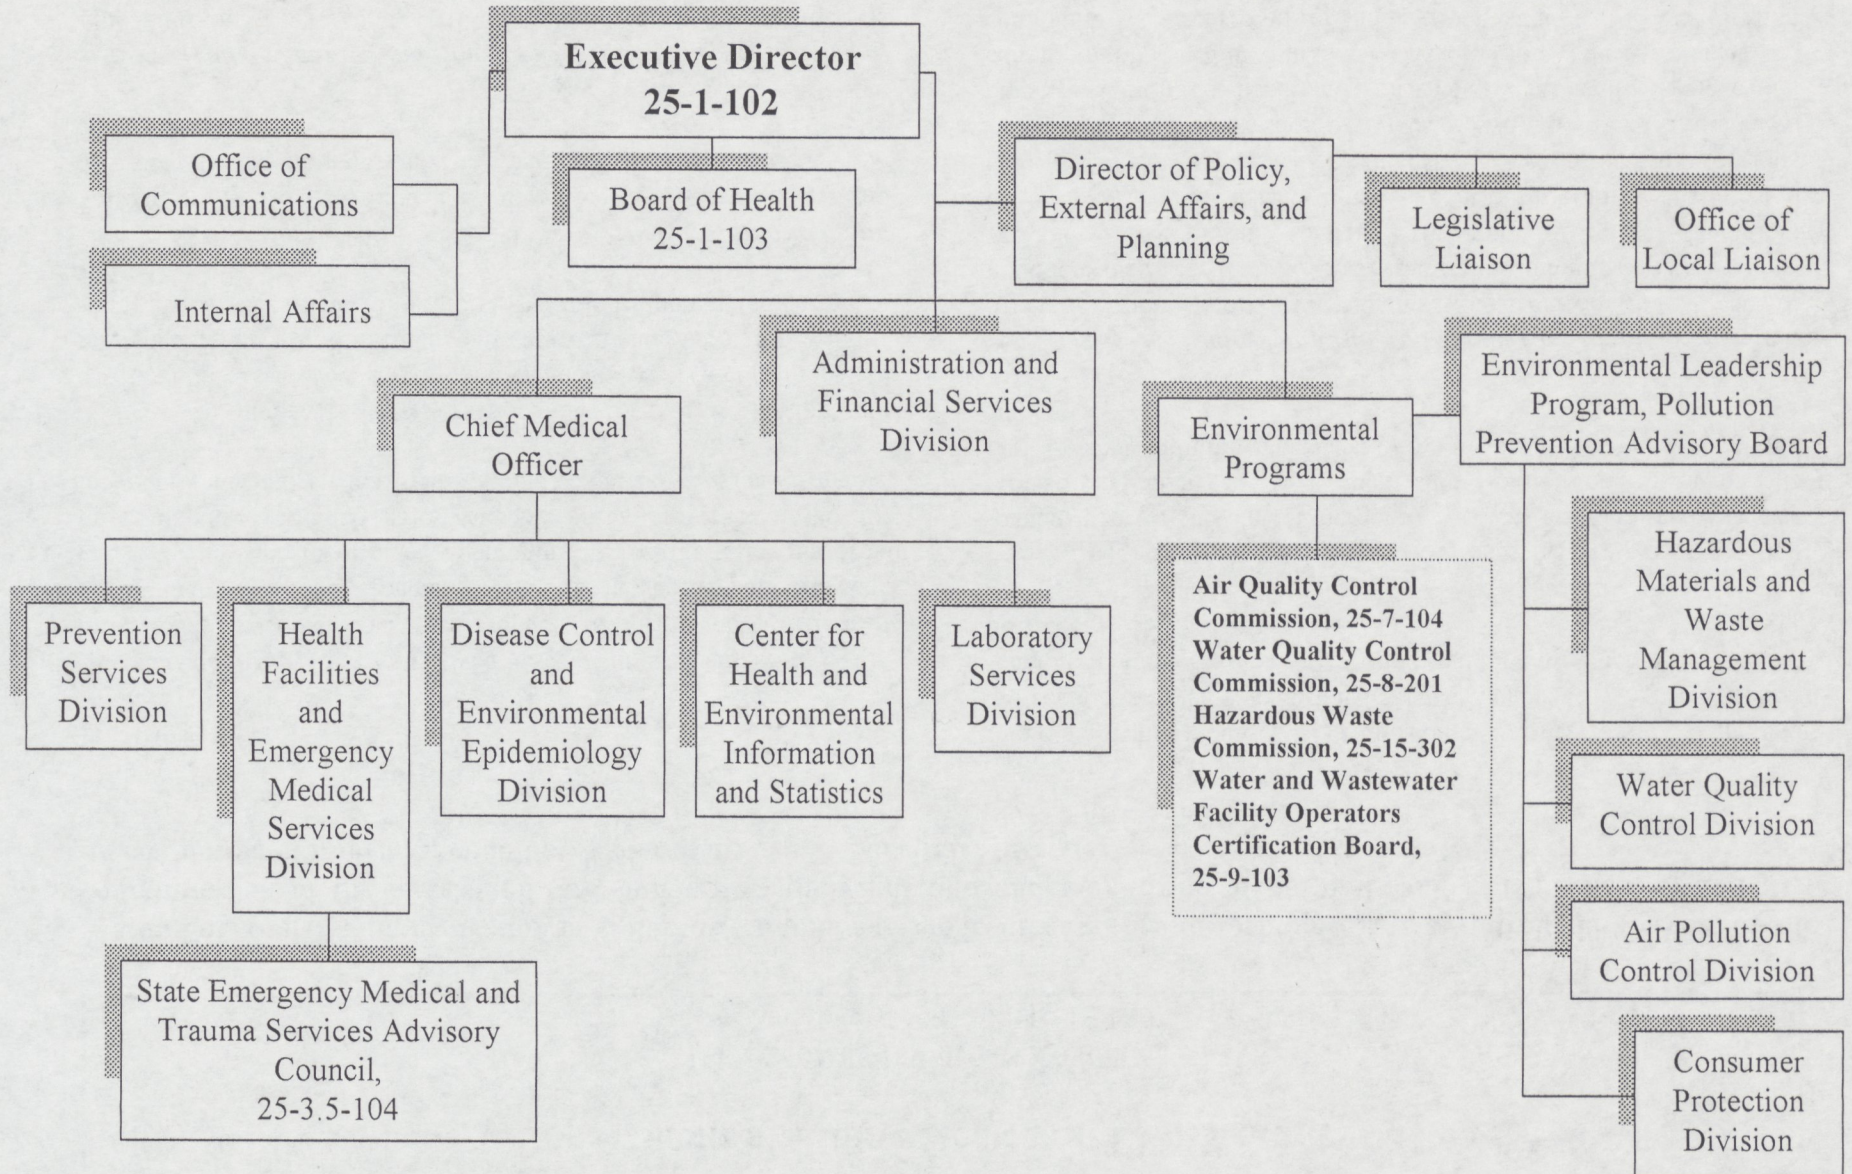 Executive Director
25-1-102
Office of
Communications
Internal Affairs
Board of Health
25-1-103
Director of Policy,
External Affairs, and
Planning
Legislative
Liaison
Office of
Local Liaison
Chief Medical
Officer
Administration and
Financial Services
Division
Environmental
Programs
Environmental Leadership
Program, Pollution
Prevention Advisory Board
Prevention
Services
Division
Health
Facilities
and
Emergency
Medical
Services
Division
Disease Control
and
Environmental
Epidemiology
Division
Center for
Health and
Environmental
Information
and Statistics
Laboratory
Services
Division
Air Quality Control
Commission, 25-7-104
Water Quality Control
Commission, 25-8-201
Hazardous Waste
Commission, 25-15-302
Water and Wastewater
Facility Operators
Certification Board,
25-9-103
Hazardous
Materials and
Waste
Management
Division
Water Quality
Control Division
Air Pollution
Control Division
Consumer
Protection
Division
State Emergency Medical and
Trauma Services Advisory
Council,
25-3.5-104